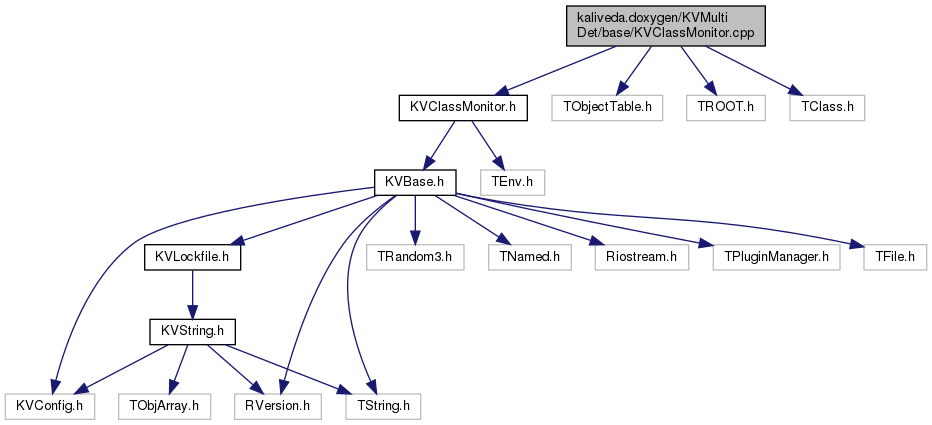 kaliveda.doxygen/KVMulti
Det/base/KVClassMonitor.cpp
KVClassMonitor.h
TObjectTable.h
TROOT.h
TClass.h
KVBase.h
TEnv.h
KVLockfile.h
TRandom3.h
TNamed.h
Riostream.h
TPluginManager.h
TFile.h
KVString.h
KVConfig.h
TObjArray.h
RVersion.h
TString.h